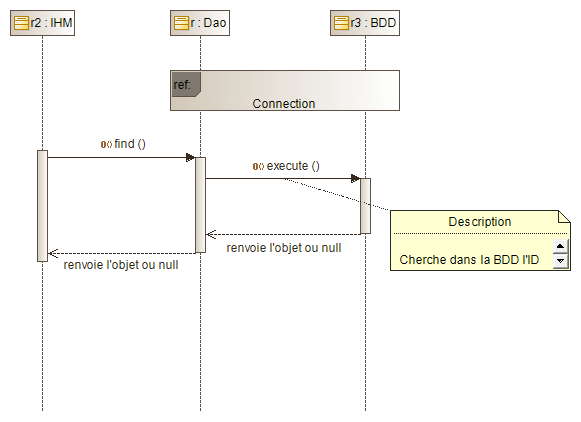 r2 : IHM
r : Dao
r3 : BDD
ref:
Connection
find ()
execute ()
Description
Cherche dans la BDD l'ID
renvoie l'objet ou null
renvoie l'objet ou null